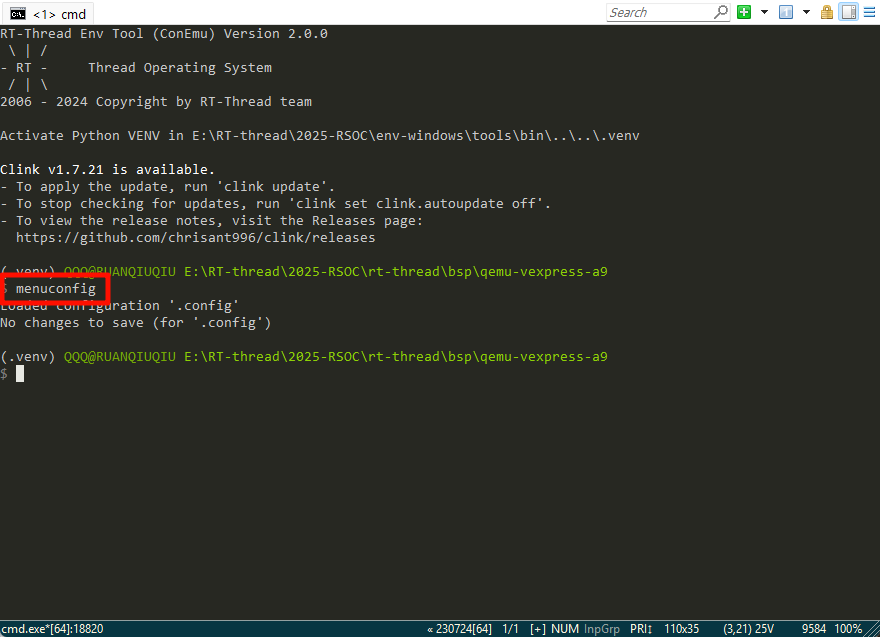 <1> cmd
Search
RT-Thread Env Tool (ConEmu) Version 2.0.0
 \ | /
- RT -     Thread Operating System
 / | \
2006 - 2024 Copyright by RT-Thread team
Activate Python VENV in E:\RT-thread\2025-RSOC\env-windows\tools\bin\..\..\.venv
Clink v1.7.21 is available.
- To apply the update, run 'clink update'.
- To stop checking for updates, run 'clink set clink.autoupdate off'.
- To view the release notes, visit the Releases page:
  https://github.com/chrisant996/clink/releases
(.venv) QQQ@RUANQIUQIU E:\RT-thread\2025-RSOC\rt-thread\bsp\qemu-vexpress-a9
$ menuconfig
Loaded configuration '.config'
No changes to save (for '.config')
(.venv) QQQ@RUANQIUQIU E:\RT-thread\2025-RSOC\rt-thread\bsp\qemu-vexpress-a9
$
cmd.exe*[64]:18820 « 230724[64] 1/1 [+] NUM InpGrp PRI↕ 110x35 (3,21) 25V 9584 100%